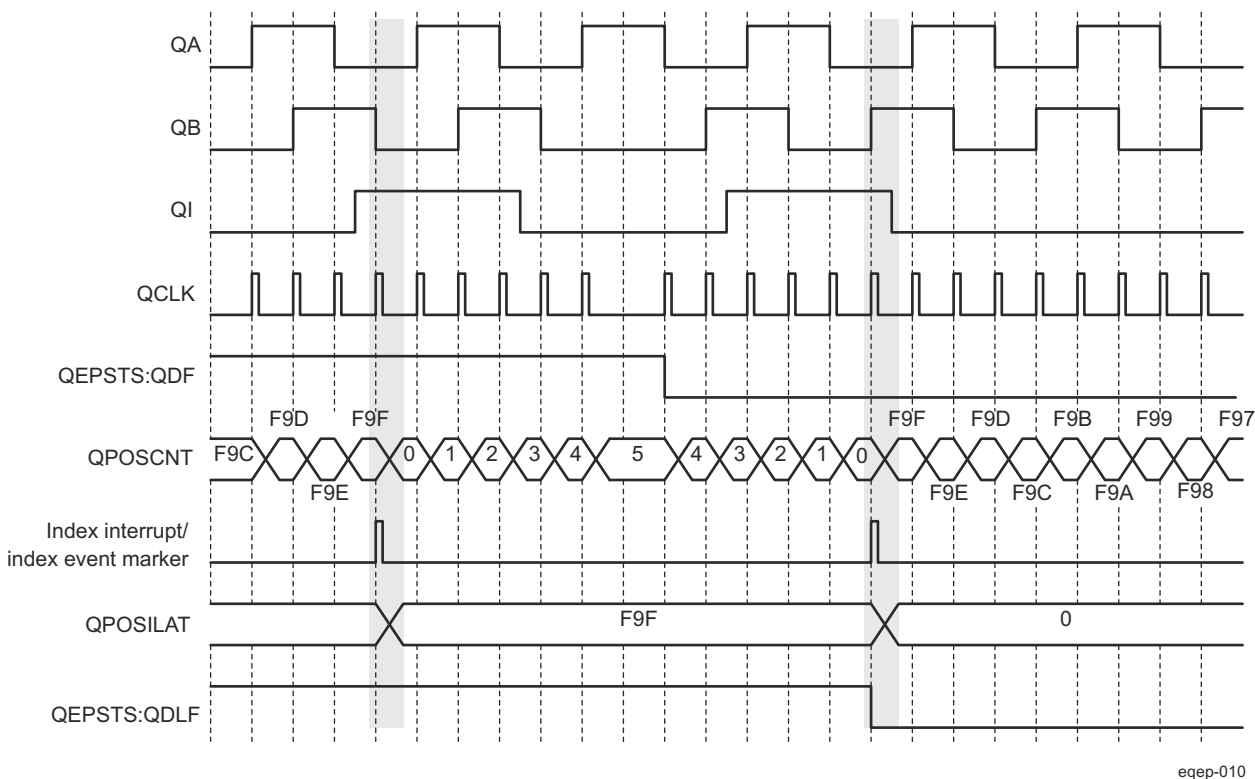 QA
QB
QI
QCLK
QEPSTS:QDF
F9D F9F F9F F9D F9B F99 F97
QPOSCNT F9C 0 1 2 3 4 5 4 3 2 1 0
F9E F9E F9C F9A F98
Index interrupt/
index event marker
QPOSILAT F9F 0
QEPSTS:QDLF
eqep-010